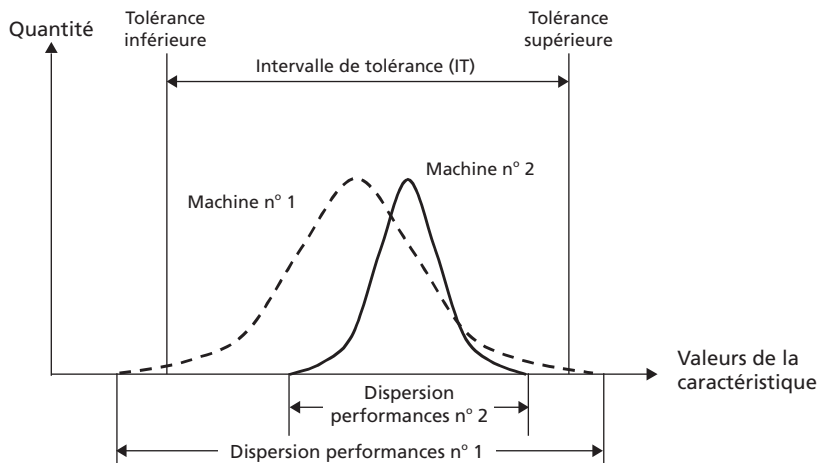 Quantité
Tolérance
inférieure
Tolérance
supérieure
Intervalle de tolérance (IT)
Machine n° 1
Machine n° 2
Valeurs de la
caractéristique
Dispersion
performances n° 2
Dispersion performances n° 1